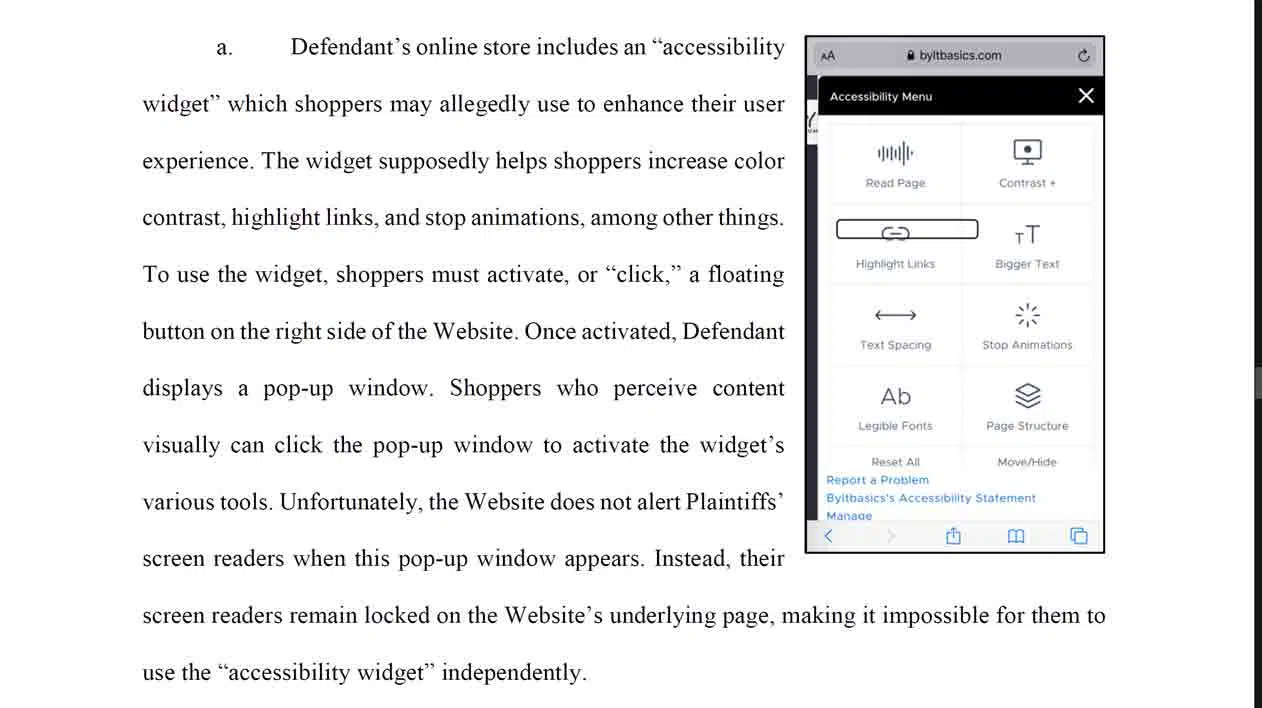 a. Defendant’s online store includes an “accessibility
widget” which shoppers may allegedly use to enhance their user
experience. The widget supposedly helps shoppers increase color
contrast, highlight links, and stop animations, among other things.
To use the widget, shoppers must activate, or “click,” a floating
button on the right side of the Website. Once activated, Defendant
displays a pop-up window. Shoppers who perceive content
visually can click the pop-up window to activate the widget’s
various tools. Unfortunately, the Website does not alert Plaintiffs’
screen readers when this pop-up window appears. Instead, their
screen readers remain locked on the Website’s underlying page, making it impossible for them to
use the “accessibility widget” independently.
AA byltbasics.com
Accessibility Menu
Read Page Contrast +
Highlight Links Bigger Text
Text Spacing Stop Animations
Ab
Legible Fonts Page Structure
Reset All Move/Hide
Report a Problem
Byltbasics's Accessibility Statement
Manage